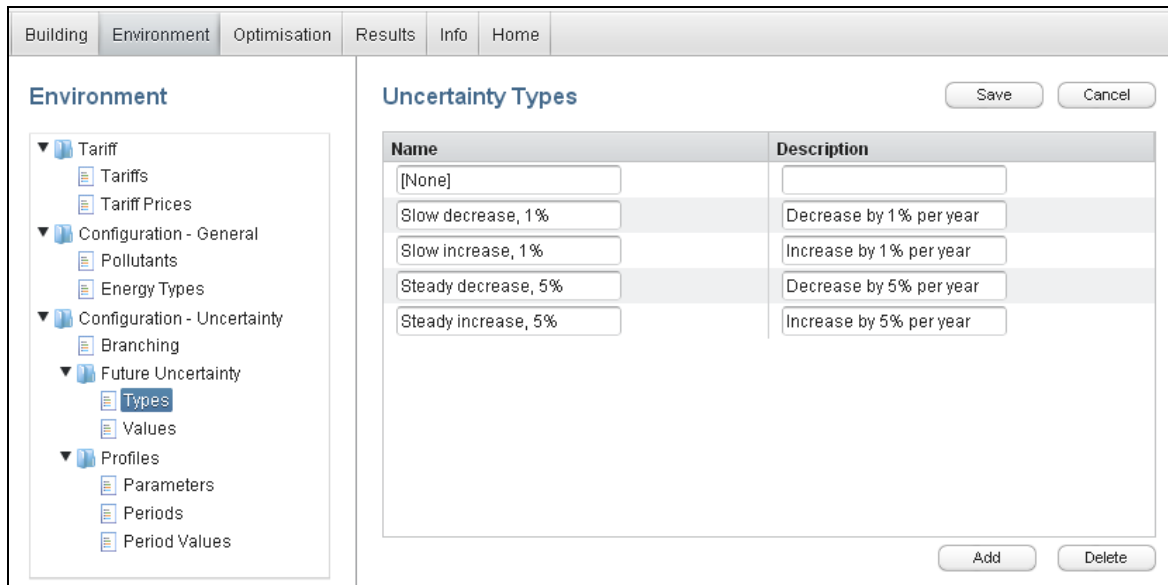 Building Environment Optimisation Results Info Home
Environment
Tariff
Tariffs
Tariff Prices
Configuration - General
Pollutants
Energy Types
Configuration - Uncertainty
Branching
Future Uncertainty
Types
Values
Profiles
Parameters
Periods
Period Values
Uncertainty Types Save Cancel
Name Description
[None]
Slow decrease, 1% Decrease by 1% per year
Slow increase, 1% Increase by 1% per year
Steady decrease, 5% Decrease by 5% per year
Steady increase, 5% Increase by 5% per year
Add Delete